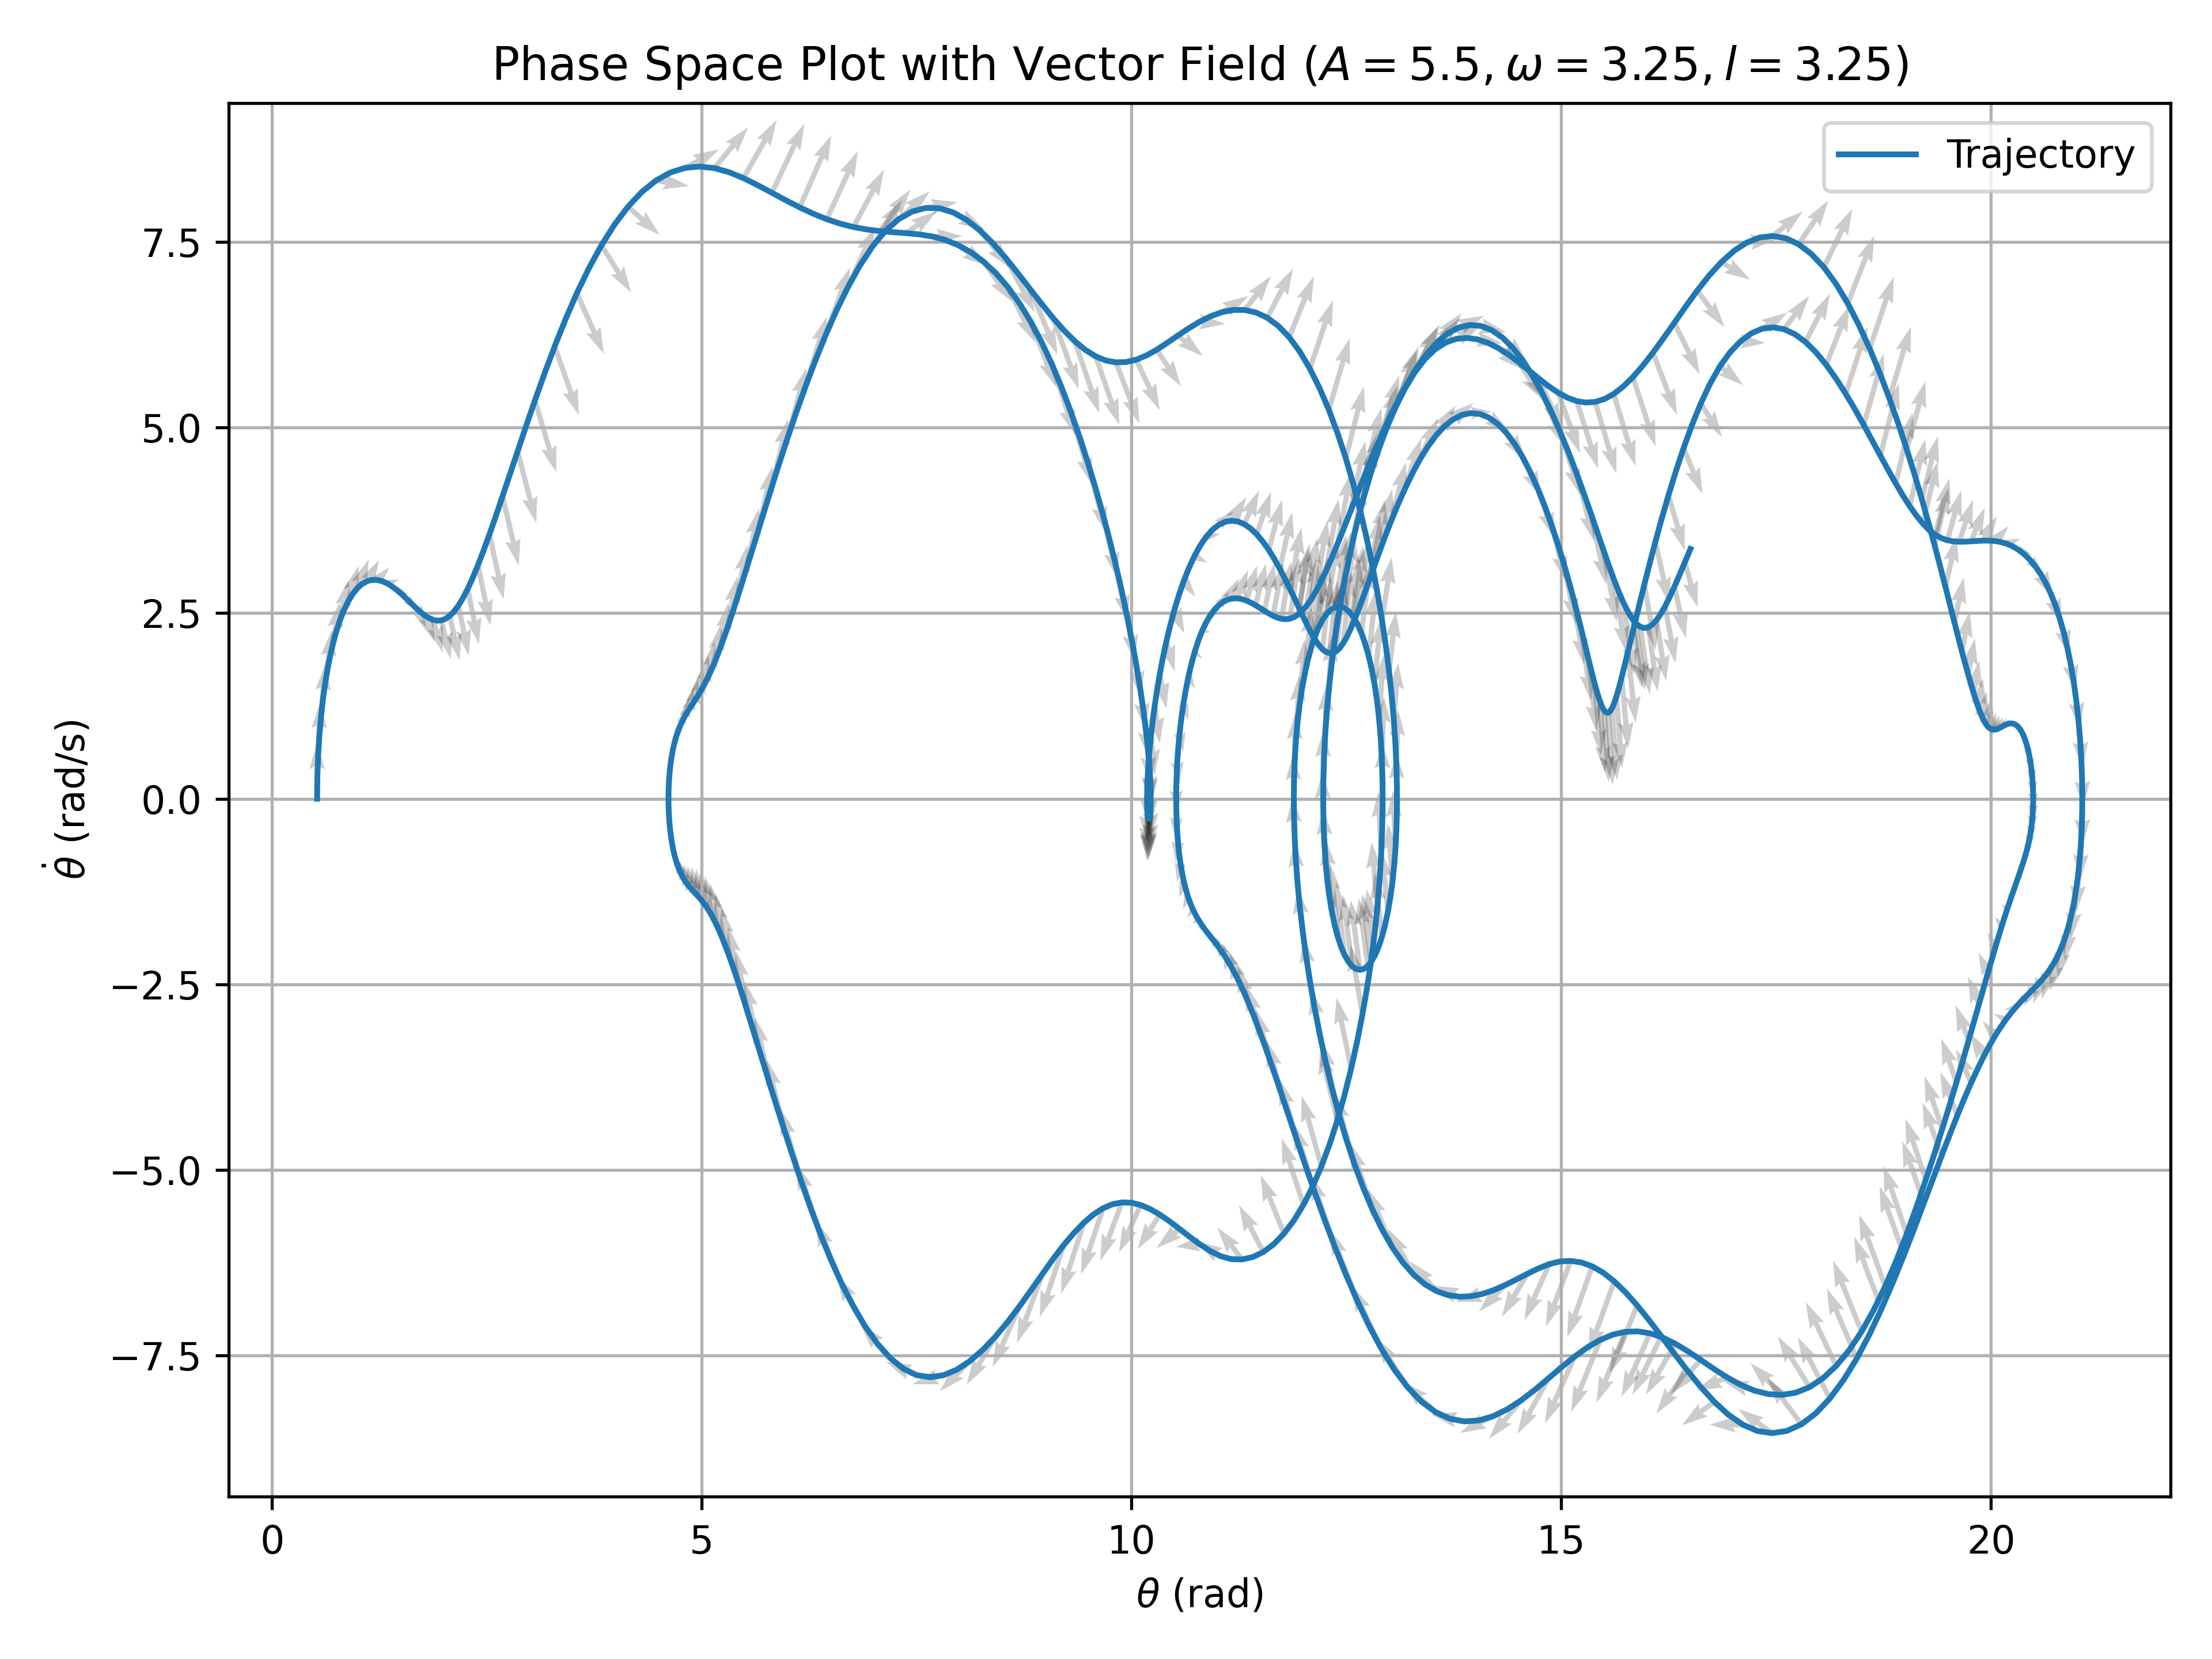 Phase Space Plot with Vector Field (A = 5.5, ω = 3.25, l = 3.25)
Trajectory
7.5
5.0
2.5
0.0
−2.5
−5.0
−7.5
θ̇ (rad/s)
0 5 10 15 20
θ (rad)